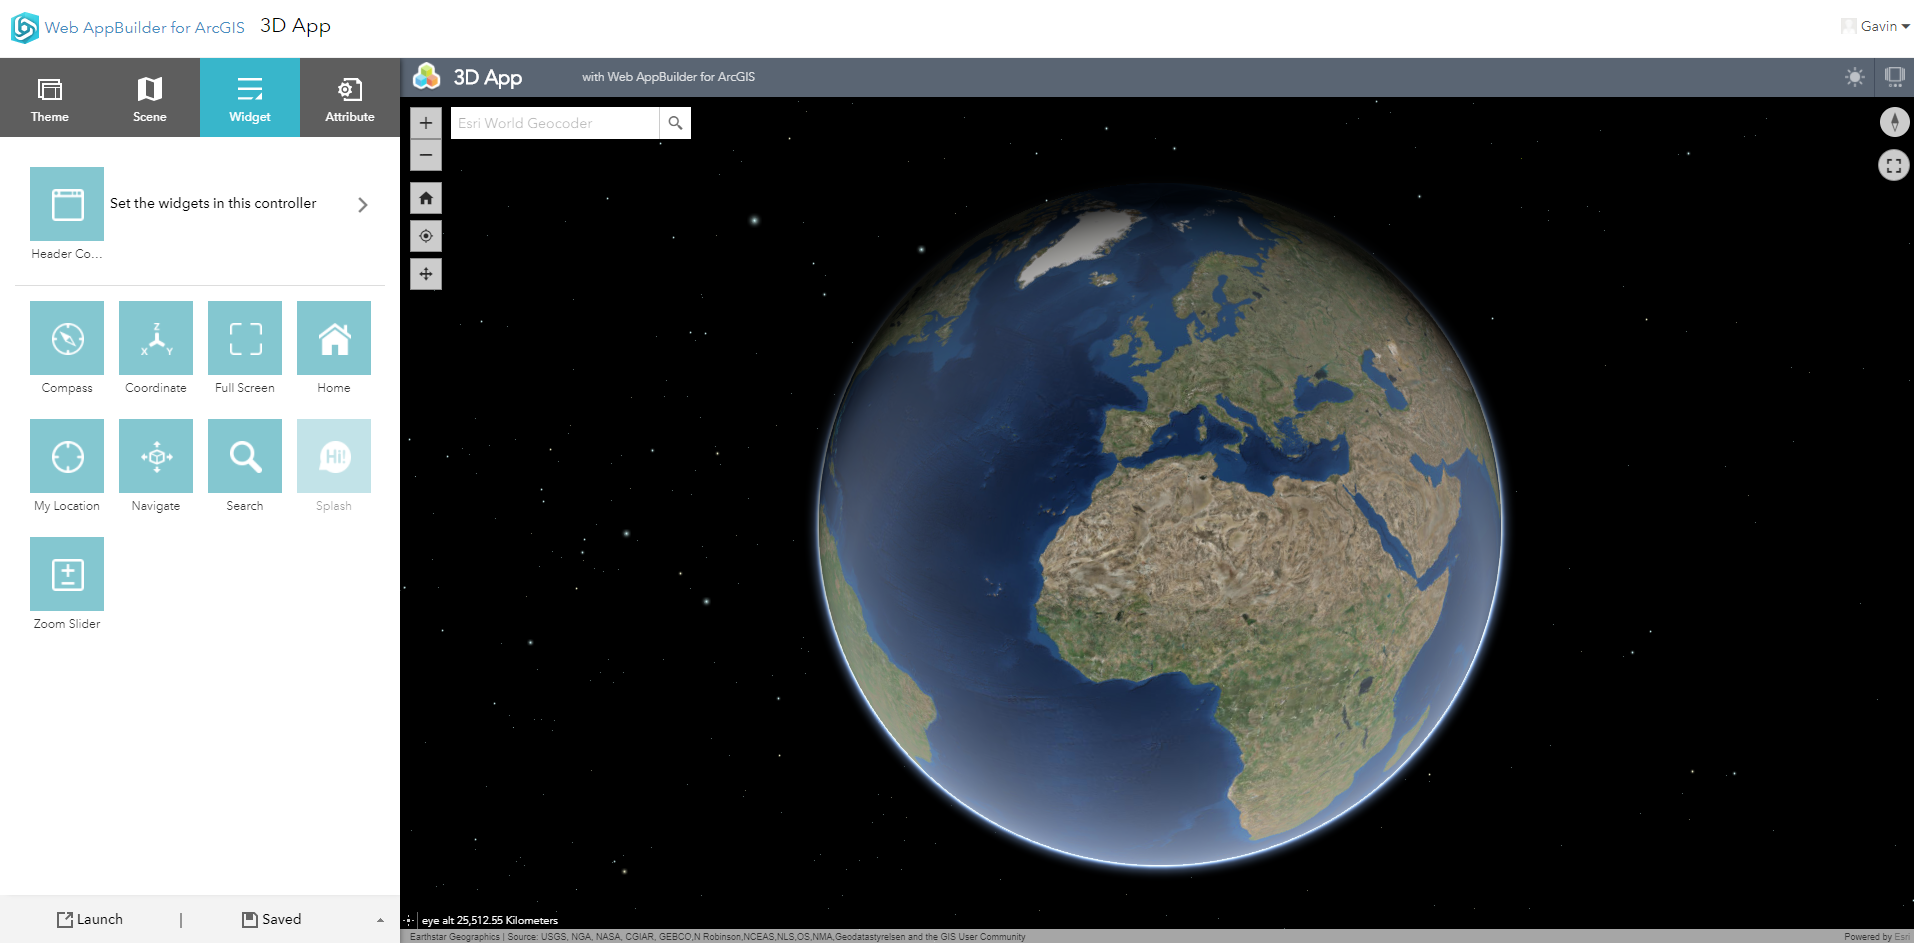 Web AppBuilder for ArcGIS 3D App
Gavin
Theme
Scene
Widget
Attribute
3D App
with Web AppBuilder for ArcGIS
Esri World Geocoder
Set the widgets in this controller
Header Co...
Z
X Y
Compass
Coordinate
Full Screen
Home
Hi!
My Location
Navigate
Search
Splash
Zoom Slider
Launch | Saved
eye alt 25,512.55 Kilometers
Earthstar Geographics | Source: USGS, NGA, NASA, CGIAR, GEBCO,N Robinson,NCEAS,NLS,OS,NMA,Geodatastyrelsen and the GIS User Community
Powered by Esri